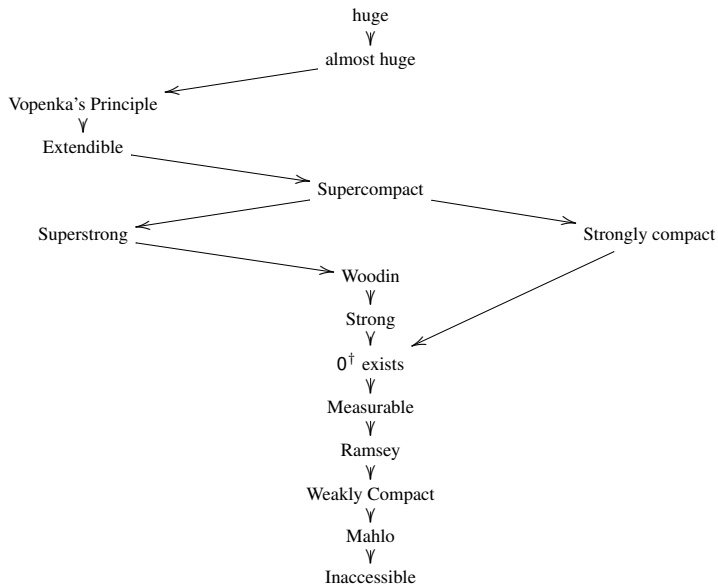 huge
almost huge
Vopenka's Principle
Extendible
Supercompact
Superstrong
Strongly compact
Woodin
Strong
0† exists
Measurable
Ramsey
Weakly Compact
Mahlo
Inaccessible